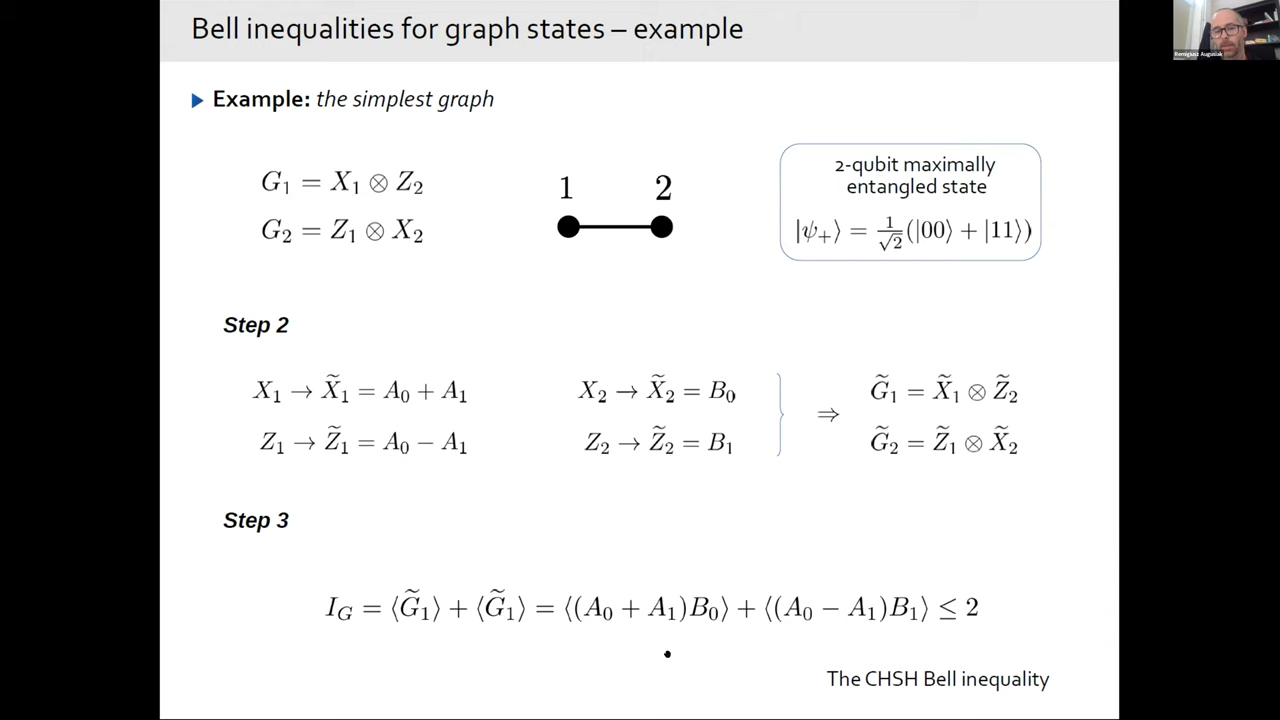 Bell inequalities for graph states – example
Remigiusz Augusiak
▶ Example: the simplest graph
G₁ = X₁ ⊗ Z₂
G₂ = Z₁ ⊗ X₂
1 2
2-qubit maximally
entangled state
|ψ₊⟩ = 1/√2 (|00⟩ + |11⟩)
Step 2
X₁ → X̃₁ = A₀ + A₁
Z₁ → Z̃₁ = A₀ − A₁
X₂ → X̃₂ = B₀
Z₂ → Z̃₂ = B₁
⇒
G̃₁ = X̃₁ ⊗ Z̃₂
G̃₂ = Z̃₁ ⊗ X̃₂
Step 3
I_G = ⟨G̃₁⟩ + ⟨G̃₁⟩ = ⟨(A₀ + A₁)B₀⟩ + ⟨(A₀ − A₁)B₁⟩ ≤ 2
The CHSH Bell inequality